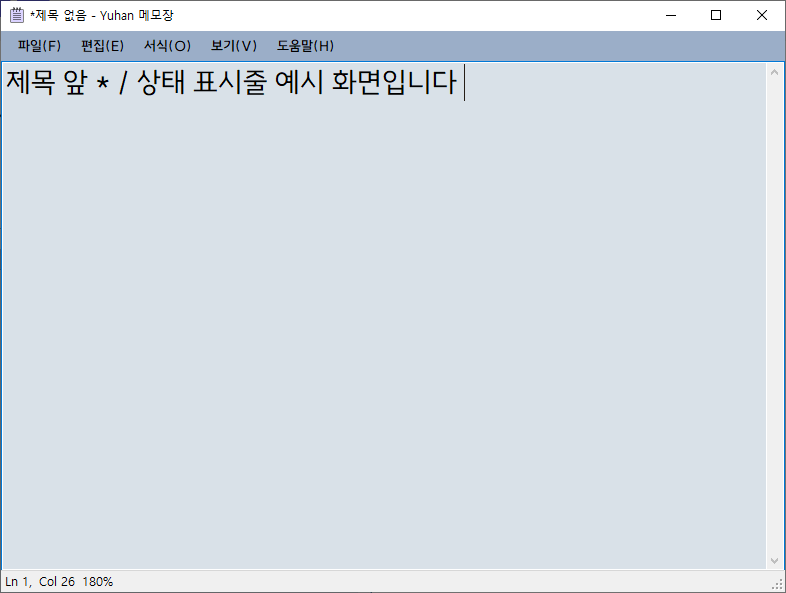 *제목 없음 - Yuhan 메모장
파일(F) 편집(E) 서식(O) 보기(V) 도움말(H)
제목 앞 * / 상태 표시줄 예시 화면입니다
Ln 1, Col 26 180%